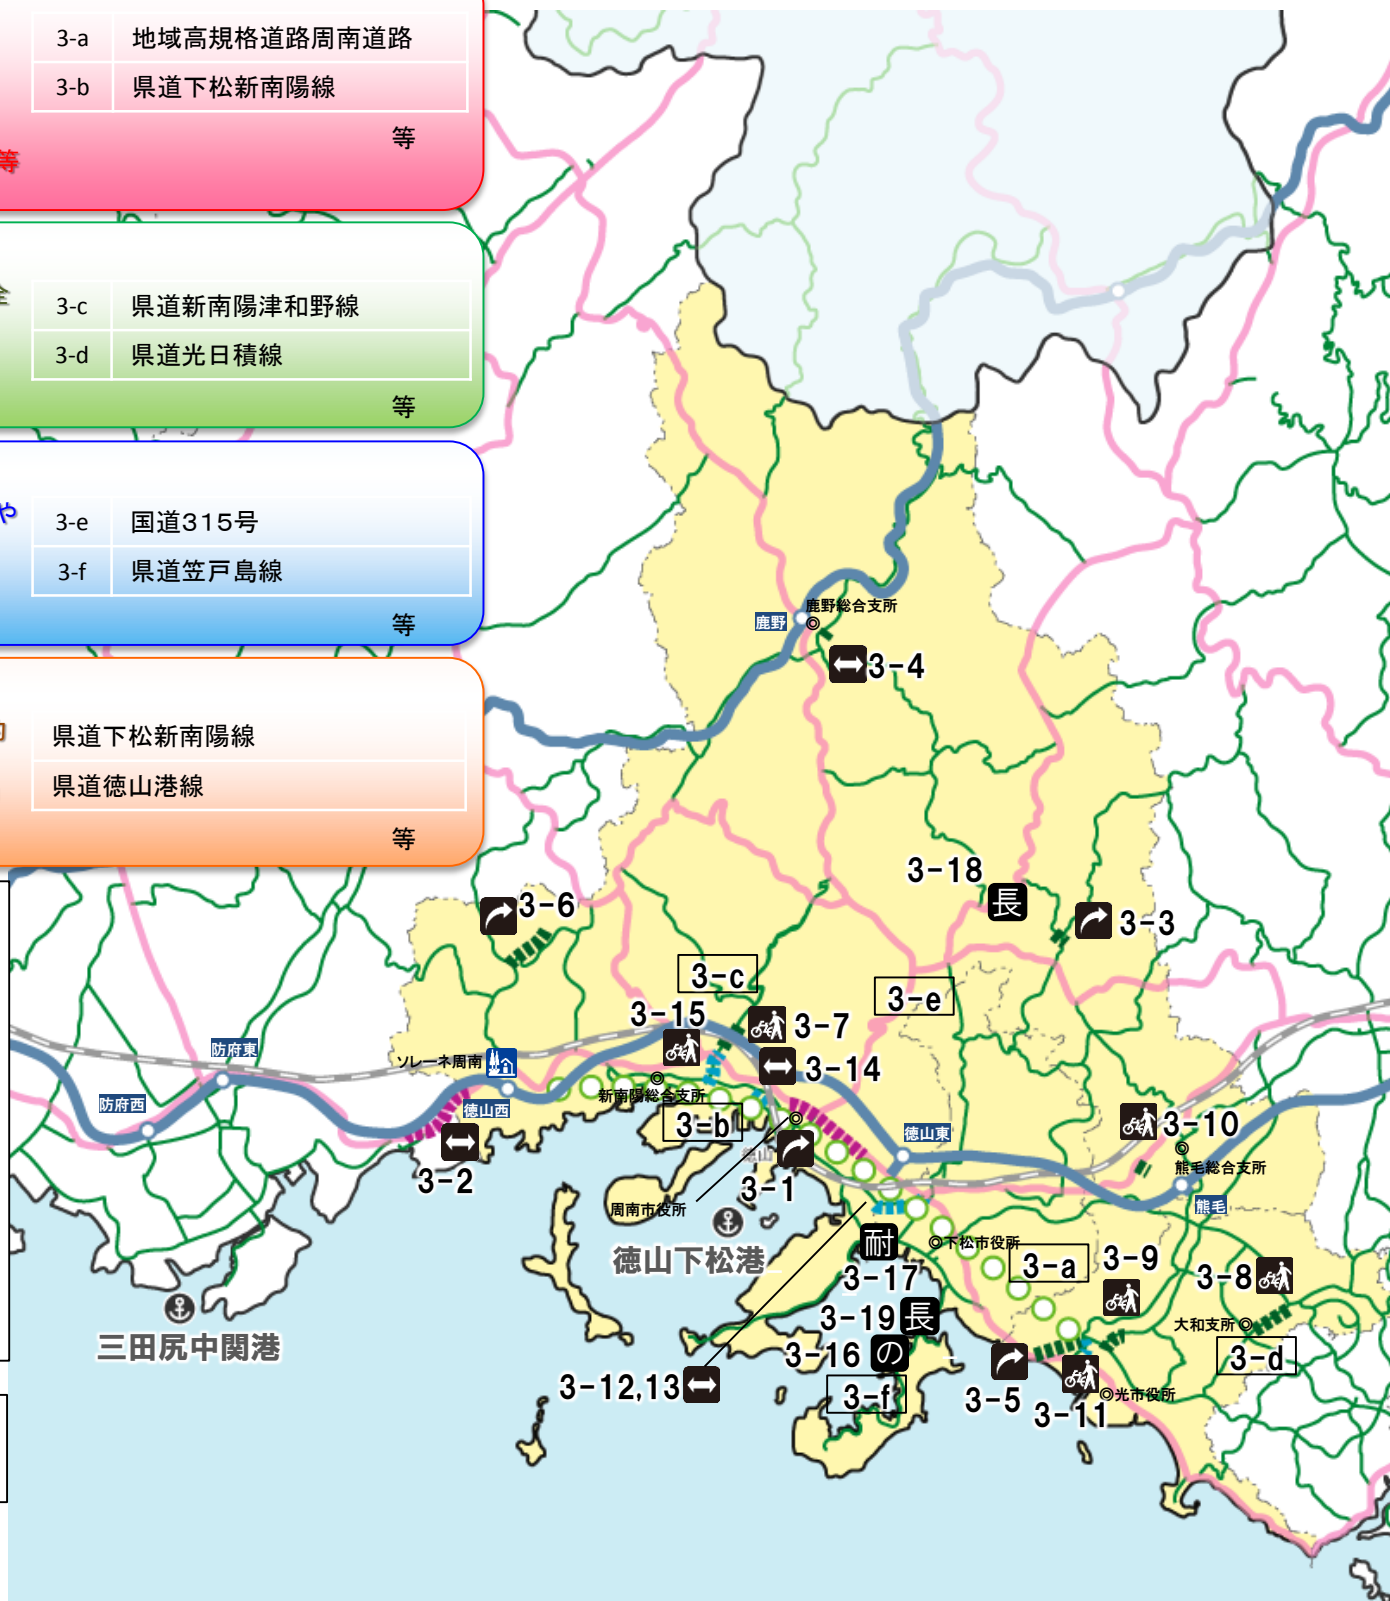 3-a 地域高規格道路周南道路
3-b 県道下松新南陽線
等
等
全
3-c 県道新南陽津和野線
3-d 県道光日積線
等
や
3-e 国道315号
3-f 県道笠戸島線
等
県道下松新南陽線
県道徳山港線
等
鹿野総合支所
鹿野
3-4
3-18
長
3-6
3-3
3-c
3-e
3-15
3-7
防府東
ソレーネ周南
3-14
防府西
徳山西
新南陽総合支所
3-b
徳山東
3-10
徳山
熊毛総合支所
3-2
3-1
周南市役所
熊毛
耐
下松市役所
徳山下松港
3-17
3-a
3-9
3-8
3-19
長
三田尻中関港
大和支所
3-16
の
3-d
3-12,13
3-f
3-5
3-11
光市役所